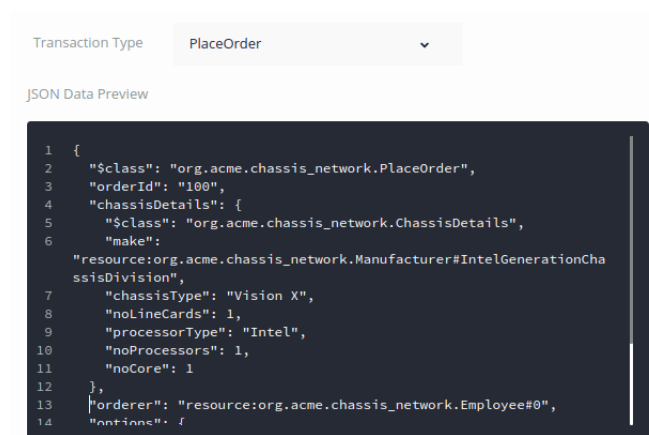 Transaction Type PlaceOrder
JSON Data Preview
1 {
2 "$class": "org.acme.chassis_network.PlaceOrder",
3 "orderId": "100",
4 "chassisDetails": {
5 "$class": "org.acme.chassis_network.ChassisDetails",
6 "make":
"resource:org.acme.chassis_network.Manufacturer#IntelGenerationCha
ssisDivision",
7 "chassisType": "Vision X",
8 "noLineCards": 1,
9 "processorType": "Intel",
10 "noProcessors": 1,
11 "noCore": 1
12 },
13 "orderer": "resource:org.acme.chassis_network.Employee#0",
14 "options": {